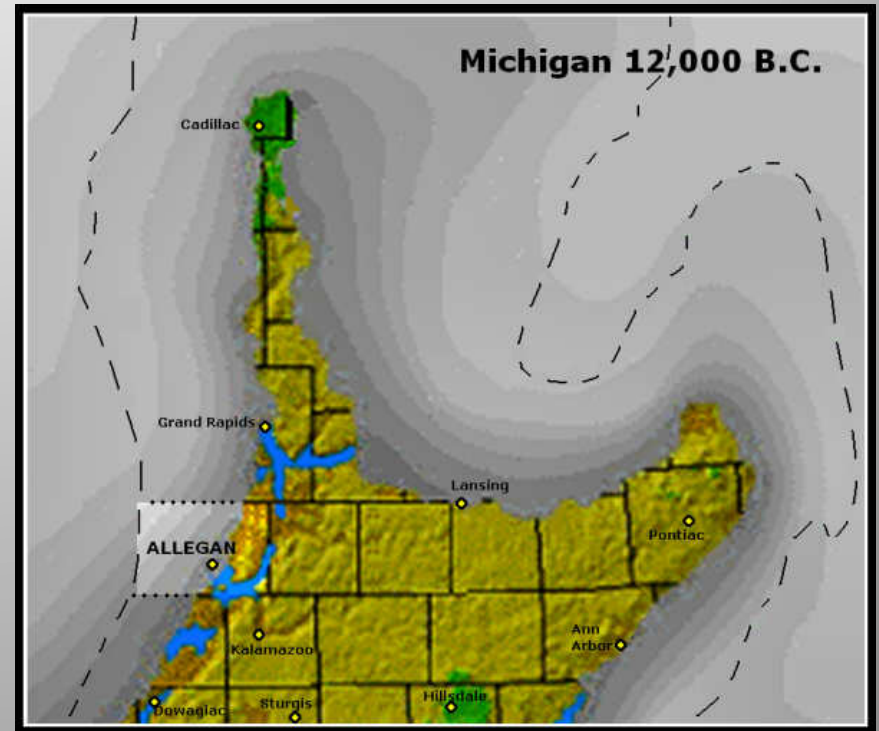 Michigan 12,000 B.C.
Cadillac
Grand Rapids
Lansing
Pontiac
ALLEGAN
Ann
Arbor
Kalamazoo
Dowagiac
Sturgis
Hillsdale